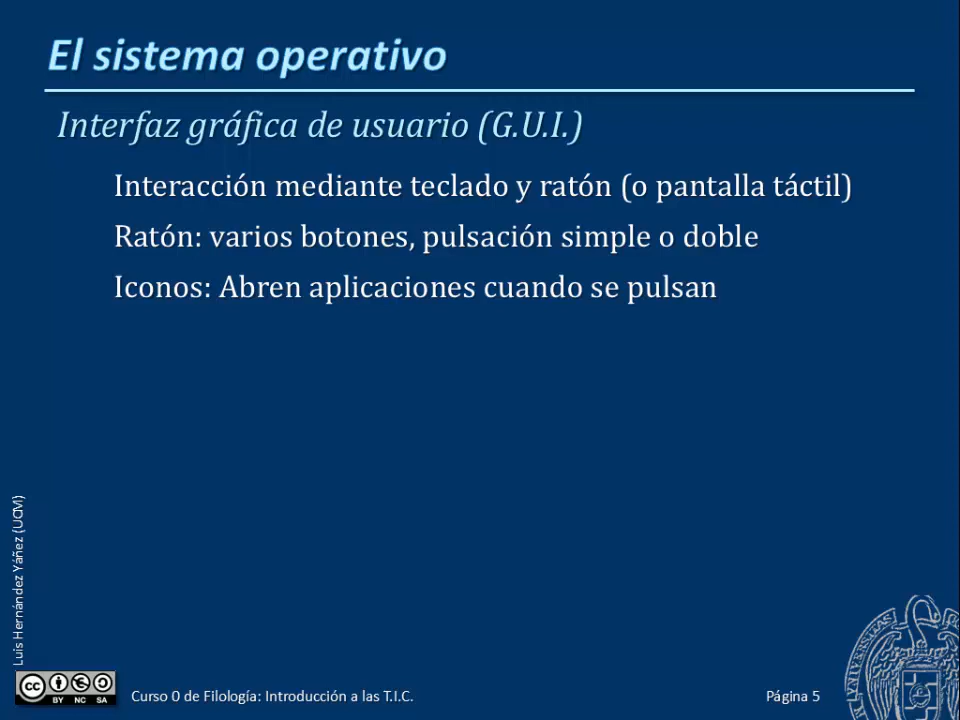 El sistema operativo
Interfaz gráfica de usuario (G.U.I.)
Interacción mediante teclado y ratón (o pantalla táctil)
Ratón: varios botones, pulsación simple o doble
Iconos: Abren aplicaciones cuando se pulsan
Luis Hernández Yáñez (UCM)
cc
BY NC SA
Curso 0 de Filología: Introducción a las T.I.C.
Página 5